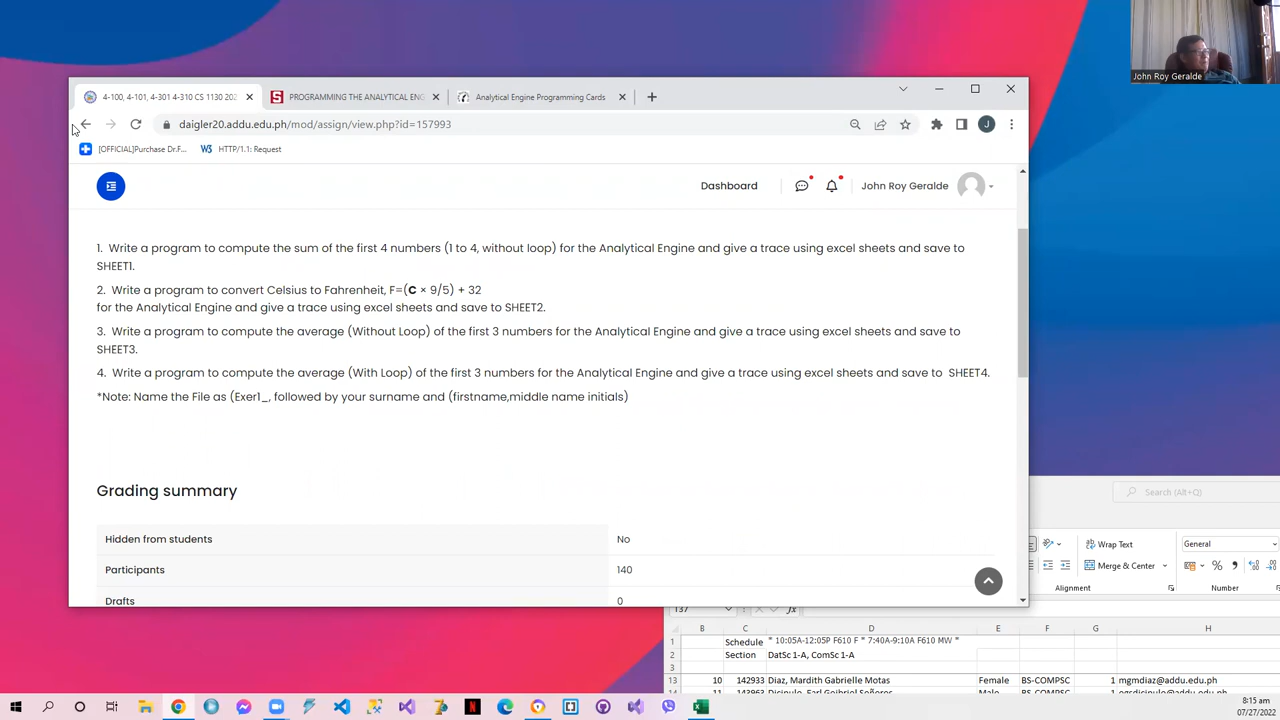 John Roy Geralde
4-100, 4-101, 4-301 4-310 CS 1130 202
PROGRAMMING THE ANALYTICAL ENG
Analytical Engine Programming Cards
daigler20.addu.edu.ph/mod/assign/view.php?id=157993
J
[OFFICIAL]Purchase Dr.F...
W3 HTTP/1.1: Request
Dashboard
John Roy Geralde
1. Write a program to compute the sum of the first 4 numbers (1 to 4, without loop) for the Analytical Engine and give a trace using excel sheets and save to
SHEET1.
2. Write a program to convert Celsius to Fahrenheit, F=(C × 9/5) + 32
for the Analytical Engine and give a trace using excel sheets and save to SHEET2.
3. Write a program to compute the average (Without Loop) of the first 3 numbers for the Analytical Engine and give a trace using excel sheets and save to
SHEET3.
4. Write a program to compute the average (With Loop) of the first 3 numbers for the Analytical Engine and give a trace using excel sheets and save to SHEET4.
*Note: Name the File as (Exer1_, followed by your surname and (firstname,middle name initials)
Grading summary
Hidden from students No
Participants 140
Drafts 0
Search (Alt+Q)
Wrap Text
General
Merge & Center
Alignment
Number
B C D E F G H
1 Schedule " 10:05A-12:05P F610 F " 7:40A-9:10A F610 MW "
2 Section DatSc 1-A, ComSc 1-A
3
13 10 142933 Diaz, Mardith Gabrielle Motas Female BS-COMPSC 1 mgmdiaz@addu.edu.ph
8:15 am
07/27/2022